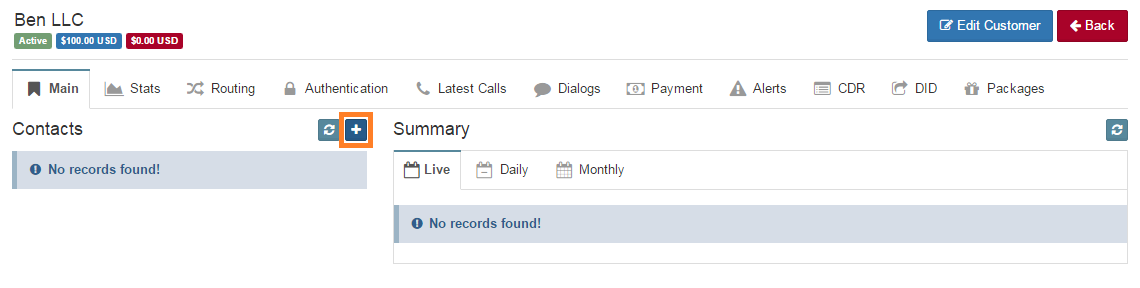 Ben LLC
Active $100.00 USD $0.00 USD
Edit Customer Back
Main Stats Routing Authentication Latest Calls Dialogs Payment Alerts CDR DID Packages
Contacts
No records found!
Summary
Live Daily Monthly
No records found!